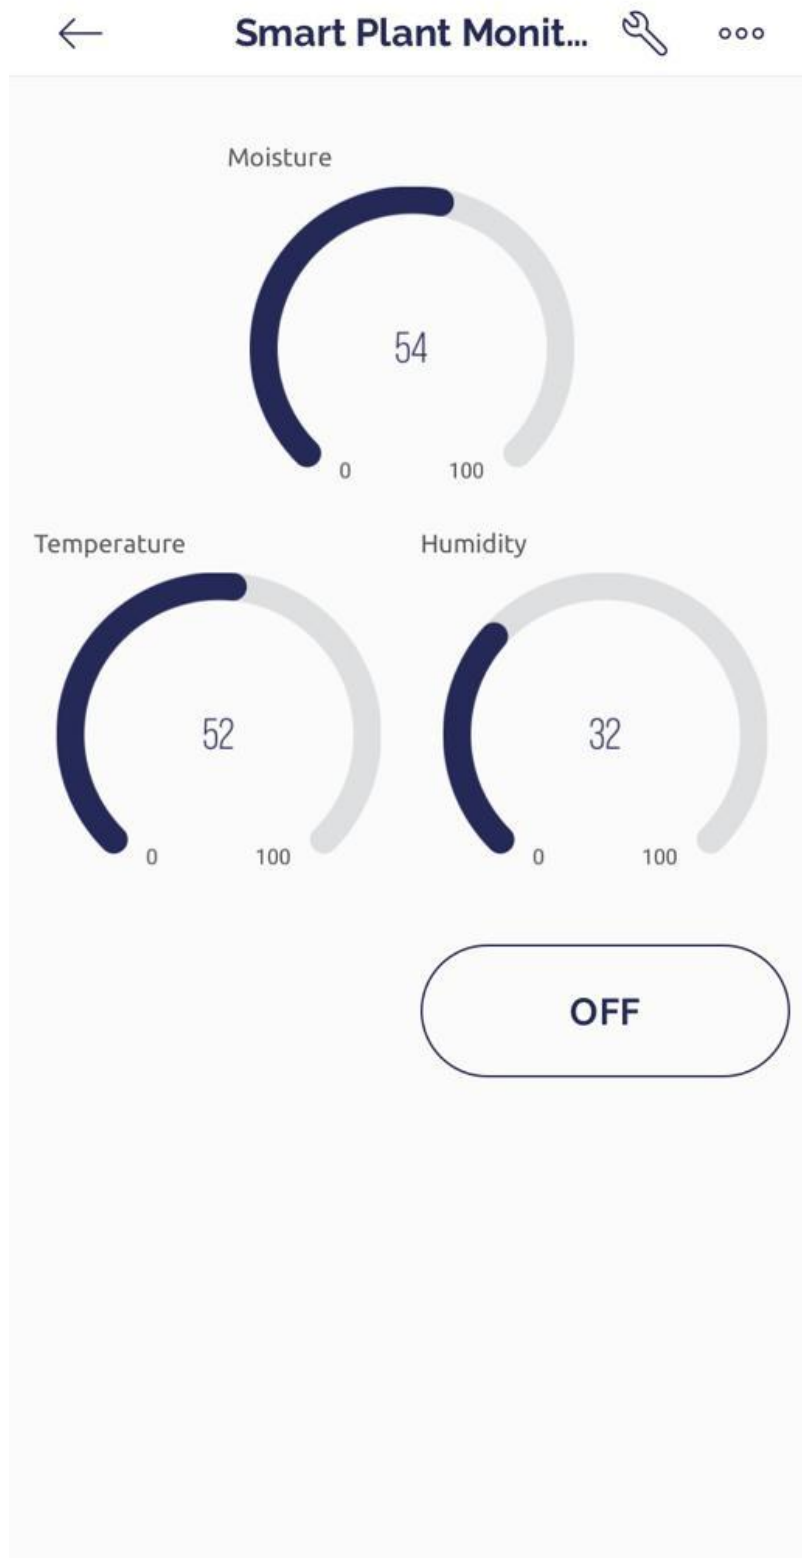 Smart Plant Monit...
Moisture
54
0 100
Temperature Humidity
52 32
0 100 0 100
OFF